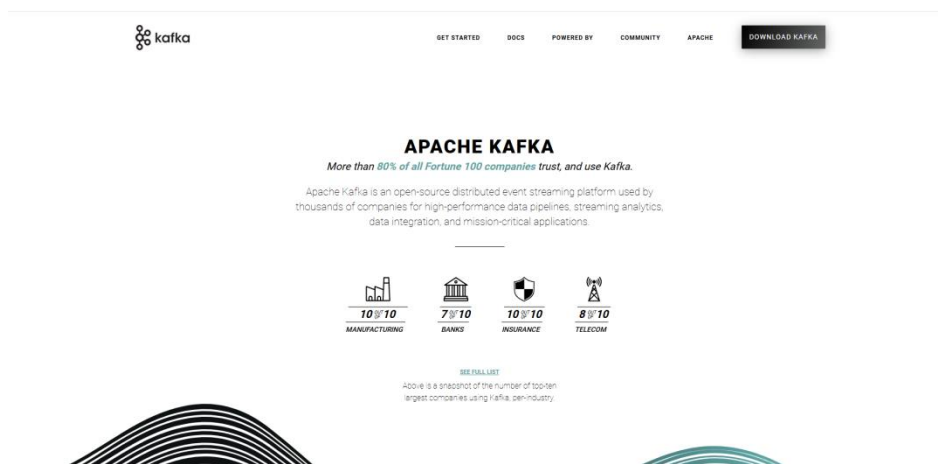 kafka
GET STARTED DOCS POWERED BY COMMUNITY APACHE DOWNLOAD KAFKA
APACHE KAFKA
More than 80% of all Fortune 100 companies trust, and use Kafka.
Apache Kafka is an open-source distributed event streaming platform used by
thousands of companies for high-performance data pipelines, streaming analytics,
data integration, and mission-critical applications.
10 OUT OF 10 7 OUT OF 10 10 OUT OF 10 8 OUT OF 10
MANUFACTURING BANKS INSURANCE TELECOM
SEE FULL LIST
Above is a snapshot of the number of top-ten
largest companies using Kafka, per-industry.